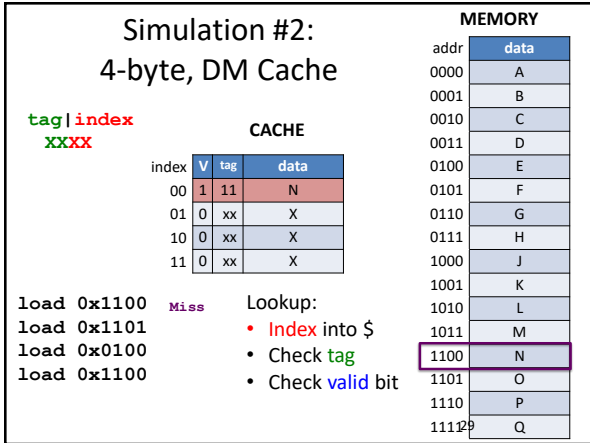 Simulation #2:
4-byte, DM Cache
tag|index
XXXX
CACHE
index V tag data
00 1 11 N
01 0 xx X
10 0 xx X
11 0 xx X
load 0x1100 Miss
load 0x1101
load 0x0100
load 0x1100
Lookup:
• Index into $
• Check tag
• Check valid bit
MEMORY
addr data
0000 A
0001 B
0010 C
0011 D
0100 E
0101 F
0110 G
0111 H
1000 J
1001 K
1010 L
1011 M
1100 N
1101 O
1110 P
1111 Q
29